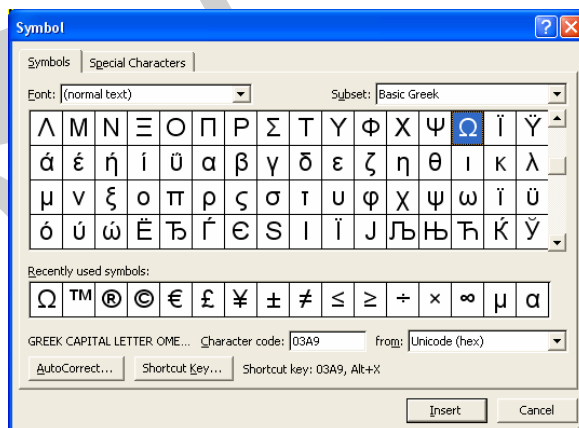 Symbol
Symbols Special Characters
Font: (normal text) Subset: Basic Greek
Λ Μ Ν Ξ Ο Π Ρ Σ Τ Υ Φ Χ Ψ Ω Ϊ Ϋ
ά έ ή ί ΰ α β γ δ ε ζ η θ ι κ λ
μ ν ξ ο π ρ ς σ τ υ φ χ ψ ω ϊ ϋ
ό ύ ώ Ё Ђ Ѓ Є Ѕ І Ї Ј Љ Њ Ћ Ќ Ў
Recently used symbols:
Ω ™ ® © € £ ¥ ± ≠ ≤ ≥ ÷ × ∞ µ α
GREEK CAPITAL LETTER OME... Character code: 03A9 from: Unicode (hex)
AutoCorrect... Shortcut Key... Shortcut key: 03A9, Alt+X
Insert Cancel